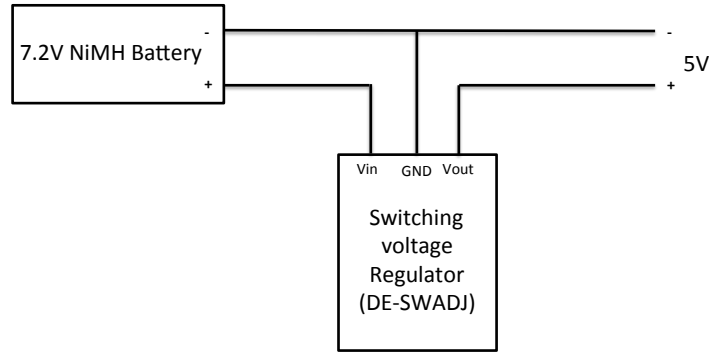 -
-
7.2V NiMH Battery
5V
+
+
Vin GND Vout
Switching
voltage
Regulator
(DE-SWADJ)